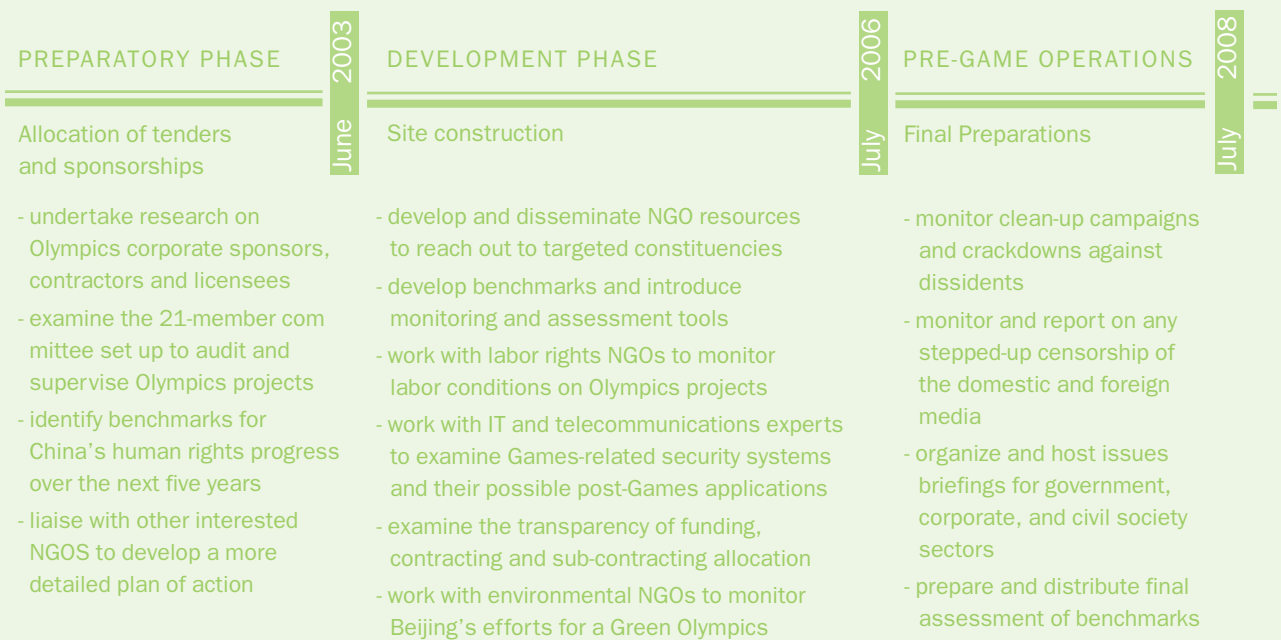 PREPARATORY PHASE
Allocation of tenders
and sponsorships
- undertake research on
Olympics corporate sponsors,
contractors and licensees
- examine the 21-member com
mittee set up to audit and
supervise Olympics projects
- identify benchmarks for
China's human rights progress
over the next five years
- liaise with other interested
NGOS to develop a more
detailed plan of action
June 2003
DEVELOPMENT PHASE
Site construction
- develop and disseminate NGO resources
to reach out to targeted constituencies
- develop benchmarks and introduce
monitoring and assessment tools
- work with labor rights NGOs to monitor
labor conditions on Olympics projects
- work with IT and telecommunications experts
to examine Games-related security systems
and their possible post-Games applications
- examine the transparency of funding,
contracting and sub-contracting allocation
- work with environmental NGOs to monitor
Beijing's efforts for a Green Olympics
July 2006
PRE-GAME OPERATIONS
Final Preparations
- monitor clean-up campaigns
and crackdowns against
dissidents
- monitor and report on any
stepped-up censorship of
the domestic and foreign
media
- organize and host issues
briefings for government,
corporate, and civil society
sectors
- prepare and distribute final
assessment of benchmarks
July 2008